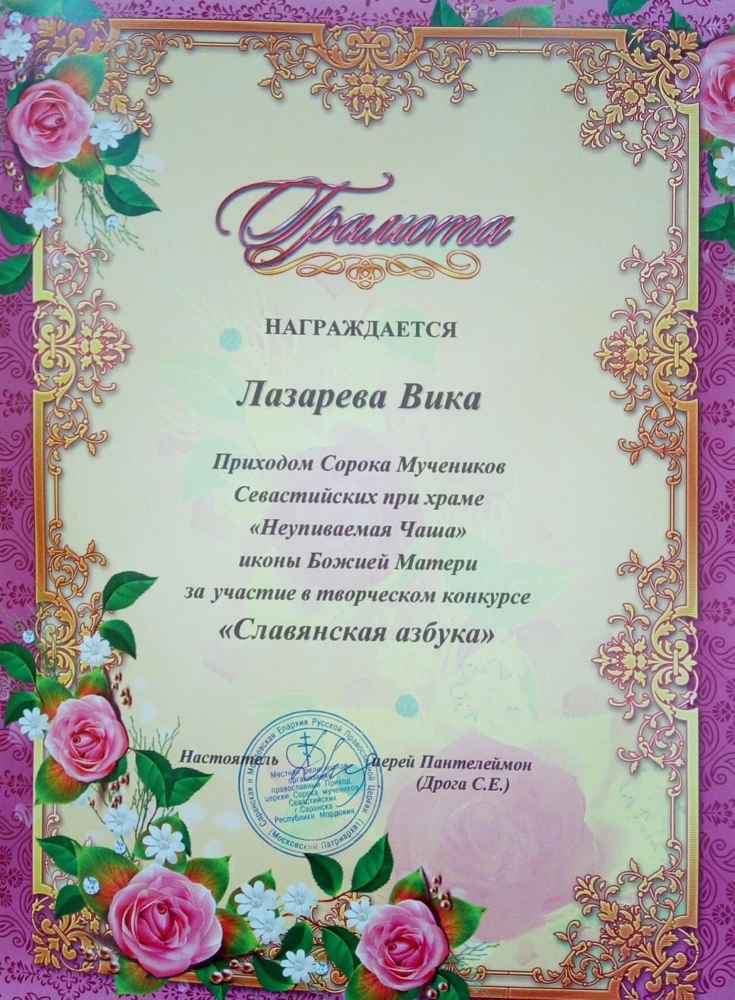 Грамота
НАГРАЖДАЕТСЯ
Лазарева Вика
Приходом Сорока Мучеников
Севастийских при храме
«Неупиваемая Чаша»
иконы Божией Матери
за участие в творческом конкурсе
«Славянская азбука»
Настоятель иерей Пантелеймон
(Дрога С.Е.)
Саранская и Мордовская Епархия Русской Православной Церкви
(Московский Патриархат)
Местная религиозная
организация
православный Приход
церкви Сорока мучеников
Севастийских
г.Саранска
Республики Мордовия